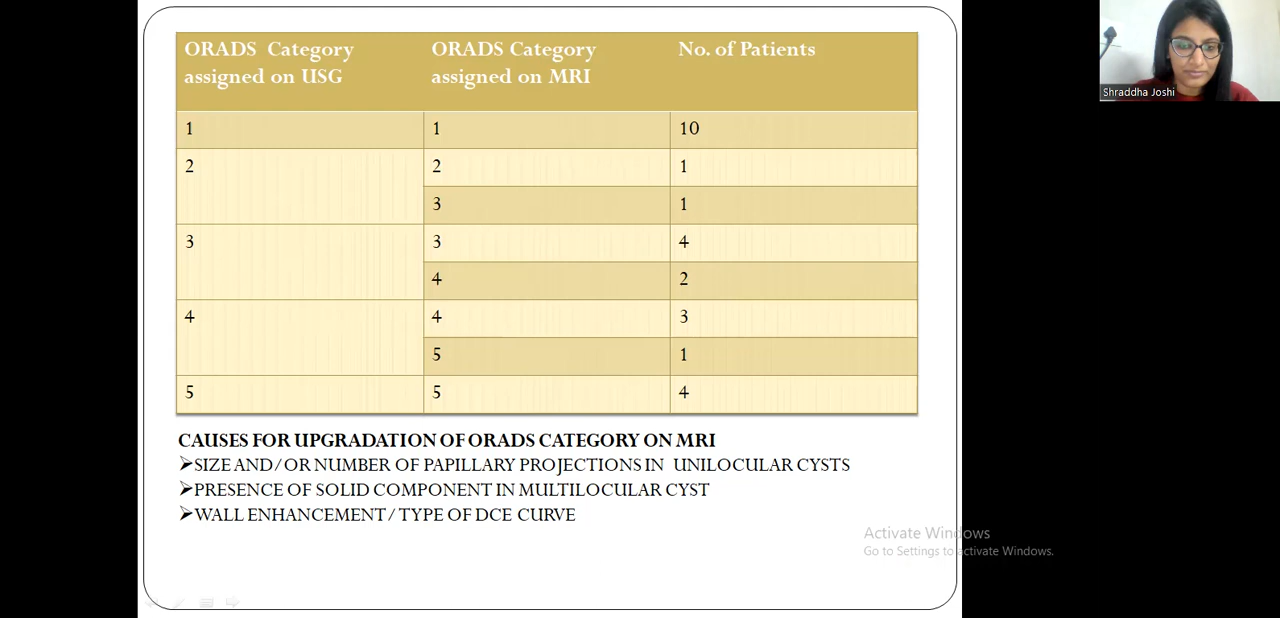 ORADS Category assigned on USG
ORADS Category assigned on MRI
No. of Patients
1 1 10
2 2 1
3 1
3 3 4
4 2
4 4 3
5 1
5 5 4
CAUSES FOR UPGRADATION OF ORADS CATEGORY ON MRI
➢SIZE AND/OR NUMBER OF PAPILLARY PROJECTIONS IN UNILOCULAR CYSTS
➢PRESENCE OF SOLID COMPONENT IN MULTILOCULAR CYST
➢WALL ENHANCEMENT/ TYPE OF DCE CURVE
Activate Windows
Go to Settings to activate Windows.
Shraddha Joshi